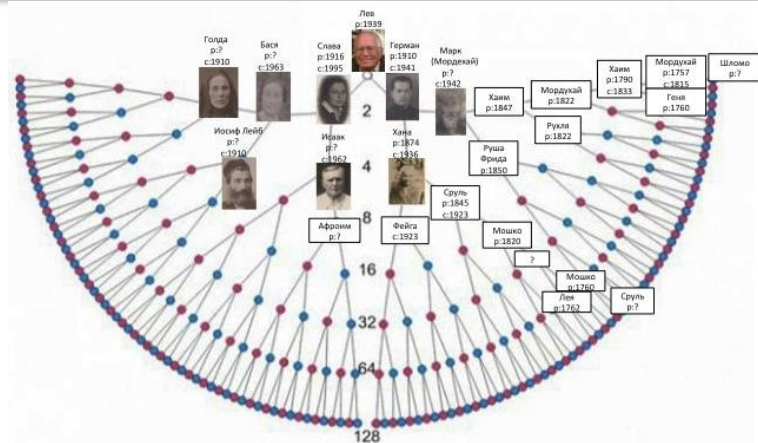 Лев
р:1939
Голда
р:?
с:1910
Бася
р:?
с:1963
Слава
р:1916
с:1995
Герман
р:1910
с:1941
Марк
(Мордехай)
р:?
с:1942
Хаим
р:1847
Мордухай
р:1822
Хаим
р:1790
с:1833
Мордухай
р:1757
с:1815
Шломо
р:?
Геня
р:1760
Рухля
р:1822
2
Иосиф Лейб
р:?
с:1910
Исаак
р:?
с:1962
Хана
р:1874
с:1936
Руша
Фрида
р:1850
4
Сруль
р:1845
с:1923
8
Афроим
р:?
Фейга
с:1923
Мошко
р:1820
?
16
Мошко
р:1760
Лея
р:1762
Сруль
р:?
32
64
128